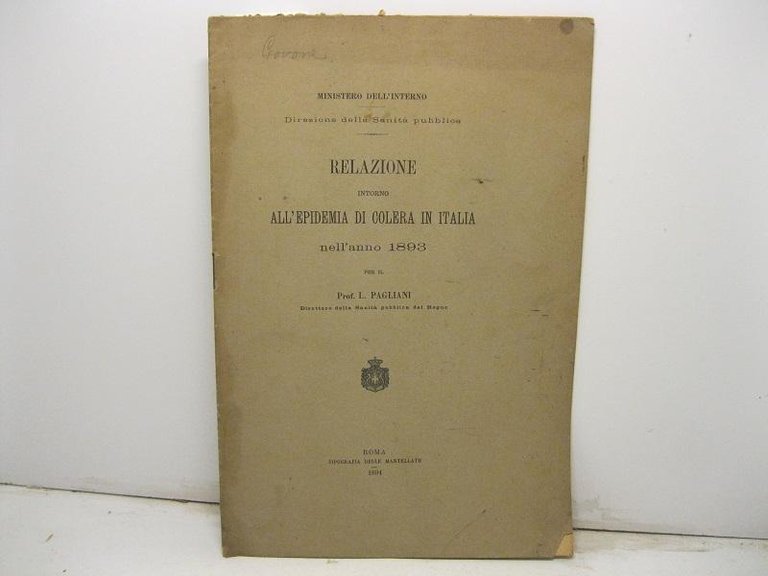 Govone
MINISTERO DELL'INTERNO
Direzione della Sanità pubblica
RELAZIONE
INTORNO
ALL'EPIDEMIA DI COLERA IN ITALIA
nell'anno 1893
PER IL
Prof. L. PAGLIANI
Direttore della Sanità pubblica del Regno
ROMA
TIPOGRAFIA DELLE MANTELLATE
1894